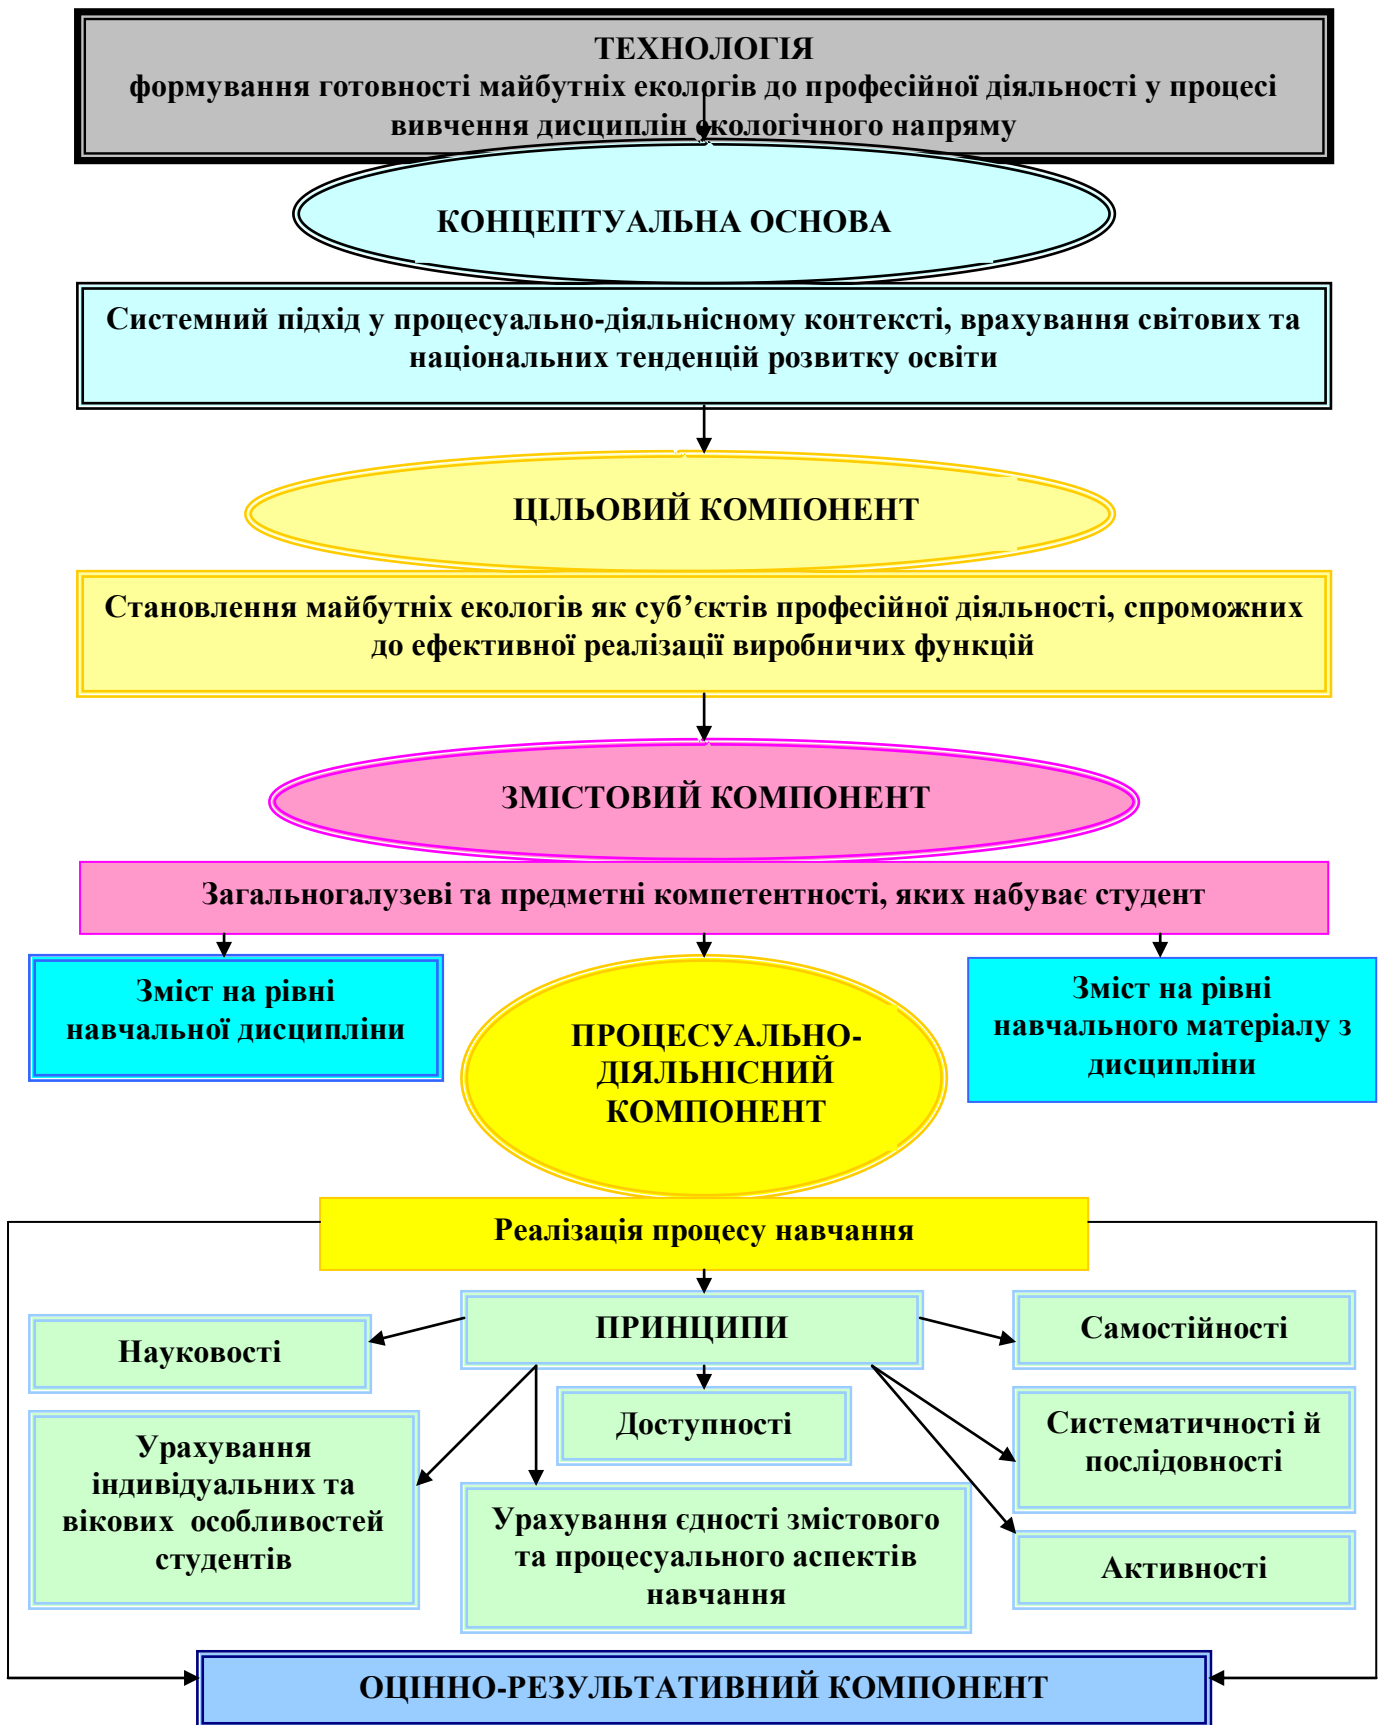 ТЕХНОЛОГІЯ
формування готовності майбутніх екологів до професійної діяльності у процесі
вивчення дисциплін екологічного напряму
КОНЦЕПТУАЛЬНА ОСНОВА
Системний підхід у процесуально-діяльнісному контексті, врахування світових та
національних тенденцій розвитку освіти
ЦІЛЬОВИЙ КОМПОНЕНТ
Становлення майбутніх екологів як суб’єктів професійної діяльності, спроможних
до ефективної реалізації виробничих функцій
ЗМІСТОВИЙ КОМПОНЕНТ
Загальногалузеві та предметні компетентності, яких набуває студент
Зміст на рівні
навчальної дисципліни
ПРОЦЕСУАЛЬНО-
ДІЯЛЬНІСНИЙ
КОМПОНЕНТ
Зміст на рівні
навчального матеріалу з
дисципліни
Реалізація процесу навчання
ПРИНЦИПИ
Науковості
Самостійності
Доступності
Урахування
індивідуальних та
вікових особливостей
студентів
Систематичності й
послідовності
Урахування єдності змістового
та процесуального аспектів
навчання
Активності
ОЦІННО-РЕЗУЛЬТАТИВНИЙ КОМПОНЕНТ